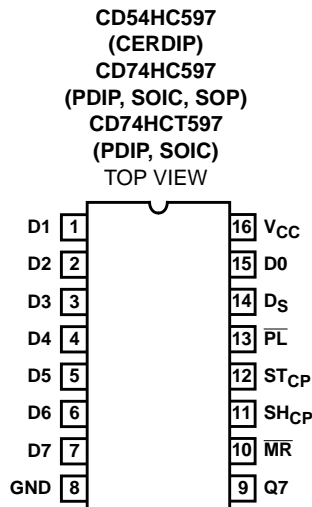 CD54HC597
(CERDIP)
CD74HC597
(PDIP, SOIC, SOP)
CD74HCT597
(PDIP, SOIC)
TOP VIEW
D1 1 16 VCC
D2 2 15 D0
D3 3 14 DS
D4 4 13 P̅L̅
D5 5 12 STCP
D6 6 11 SHCP
D7 7 10 M̅R̅
GND 8 9 Q7